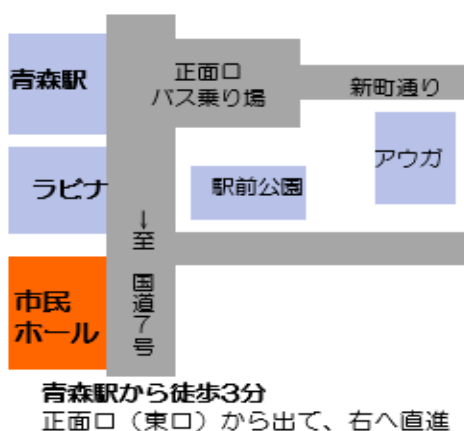 青森駅
正面口
バス乗り場
新町通り
アウガ
ラビナ
駅前公園
↓至 国道7号
市民
ホール
青森駅から徒歩3分
正面口（東口）から出て、右へ直進